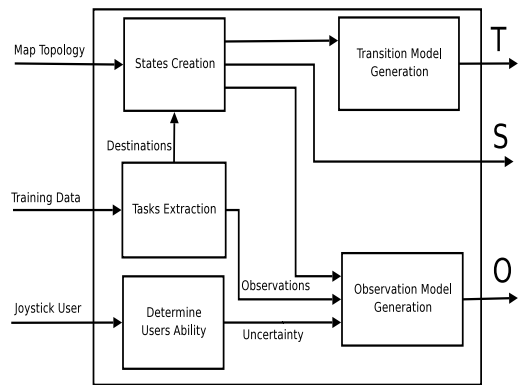 Map Topology
States Creation
Transition Model
Generation
T
S
Destinations
Training Data
Tasks Extraction
Observations
Observation Model
Generation
O
Joystick User
Determine
Users Ability
Uncertainty